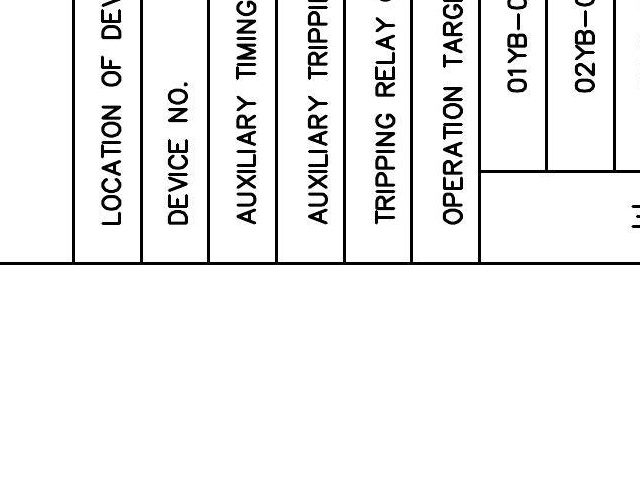 LOCATION OF DEV
DEVICE NO.
AUXILIARY TIMING
AUXILIARY TRIPPI
TRIPPING RELAY
OPERATION TARG
01YB-
02YB-